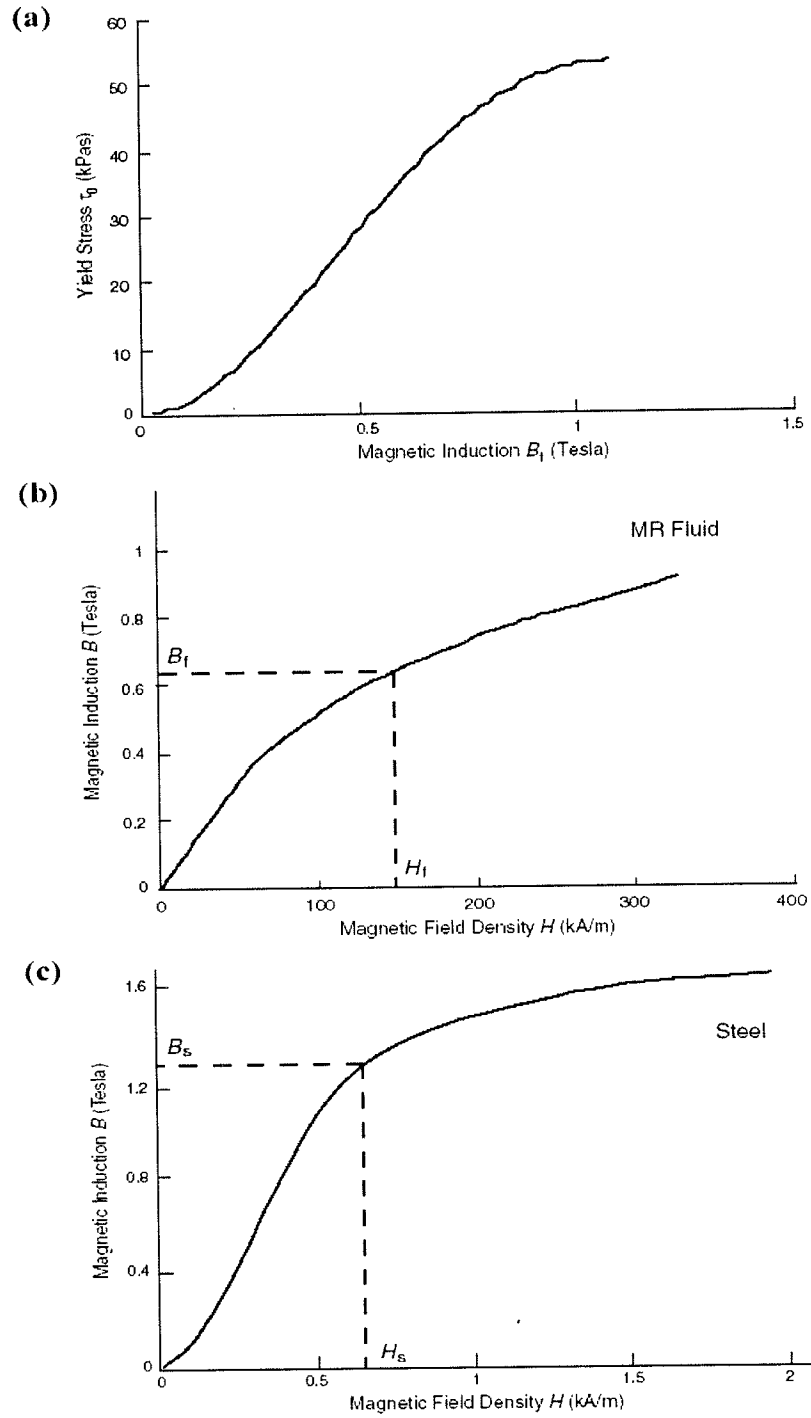 (a)
60
50
40
30
20
10
0
Yield Stress τ0 (kPas)
0
0.5
1
1.5
Magnetic Induction Bf (Tesla)
(b)
MR Fluid
1
0.8
0.6
0.4
0.2
0
Bf
Hf
Magnetic Induction B (Tesla)
0
100
200
300
400
Magnetic Field Density H (kA/m)
(c)
Steel
1.6
1.2
0.8
0.4
0
Bs
Hs
Magnetic Induction B (Tesla)
0
0.5
1
1.5
2
Magnetic Field Density H (kA/m)